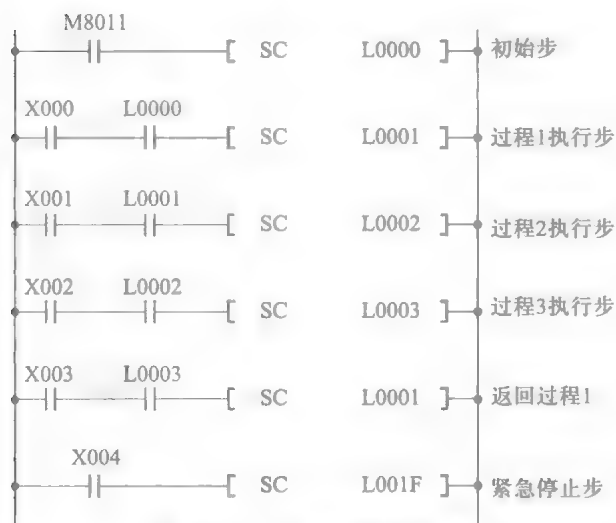 M8011
[ SC L0000 ] 初始步
X000 L0000
[ SC L0001 ] 过程1执行步
X001 L0001
[ SC L0002 ] 过程2执行步
X002 L0002
[ SC L0003 ] 过程3执行步
X003 L0003
[ SC L0001 ] 返回过程1
X004
[ SC L001F ] 紧急停止步